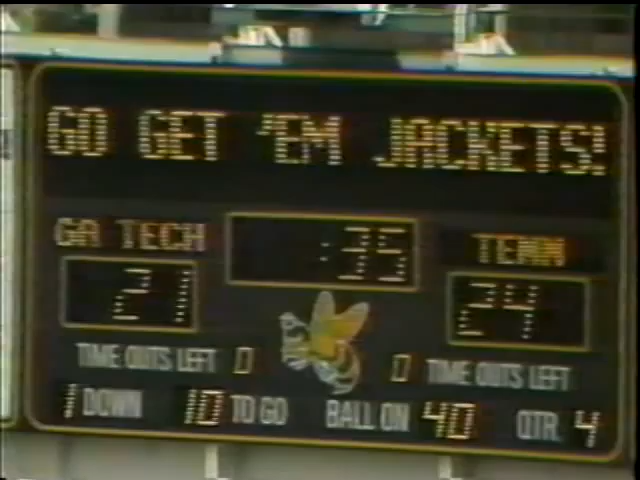 GO GET 'EM JACKETS!
GA TECH :35 TENN
21 24
TIME OUTS LEFT 0 0 TIME OUTS LEFT
1 DOWN 10 TO GO BALL ON 40 QTR. 4